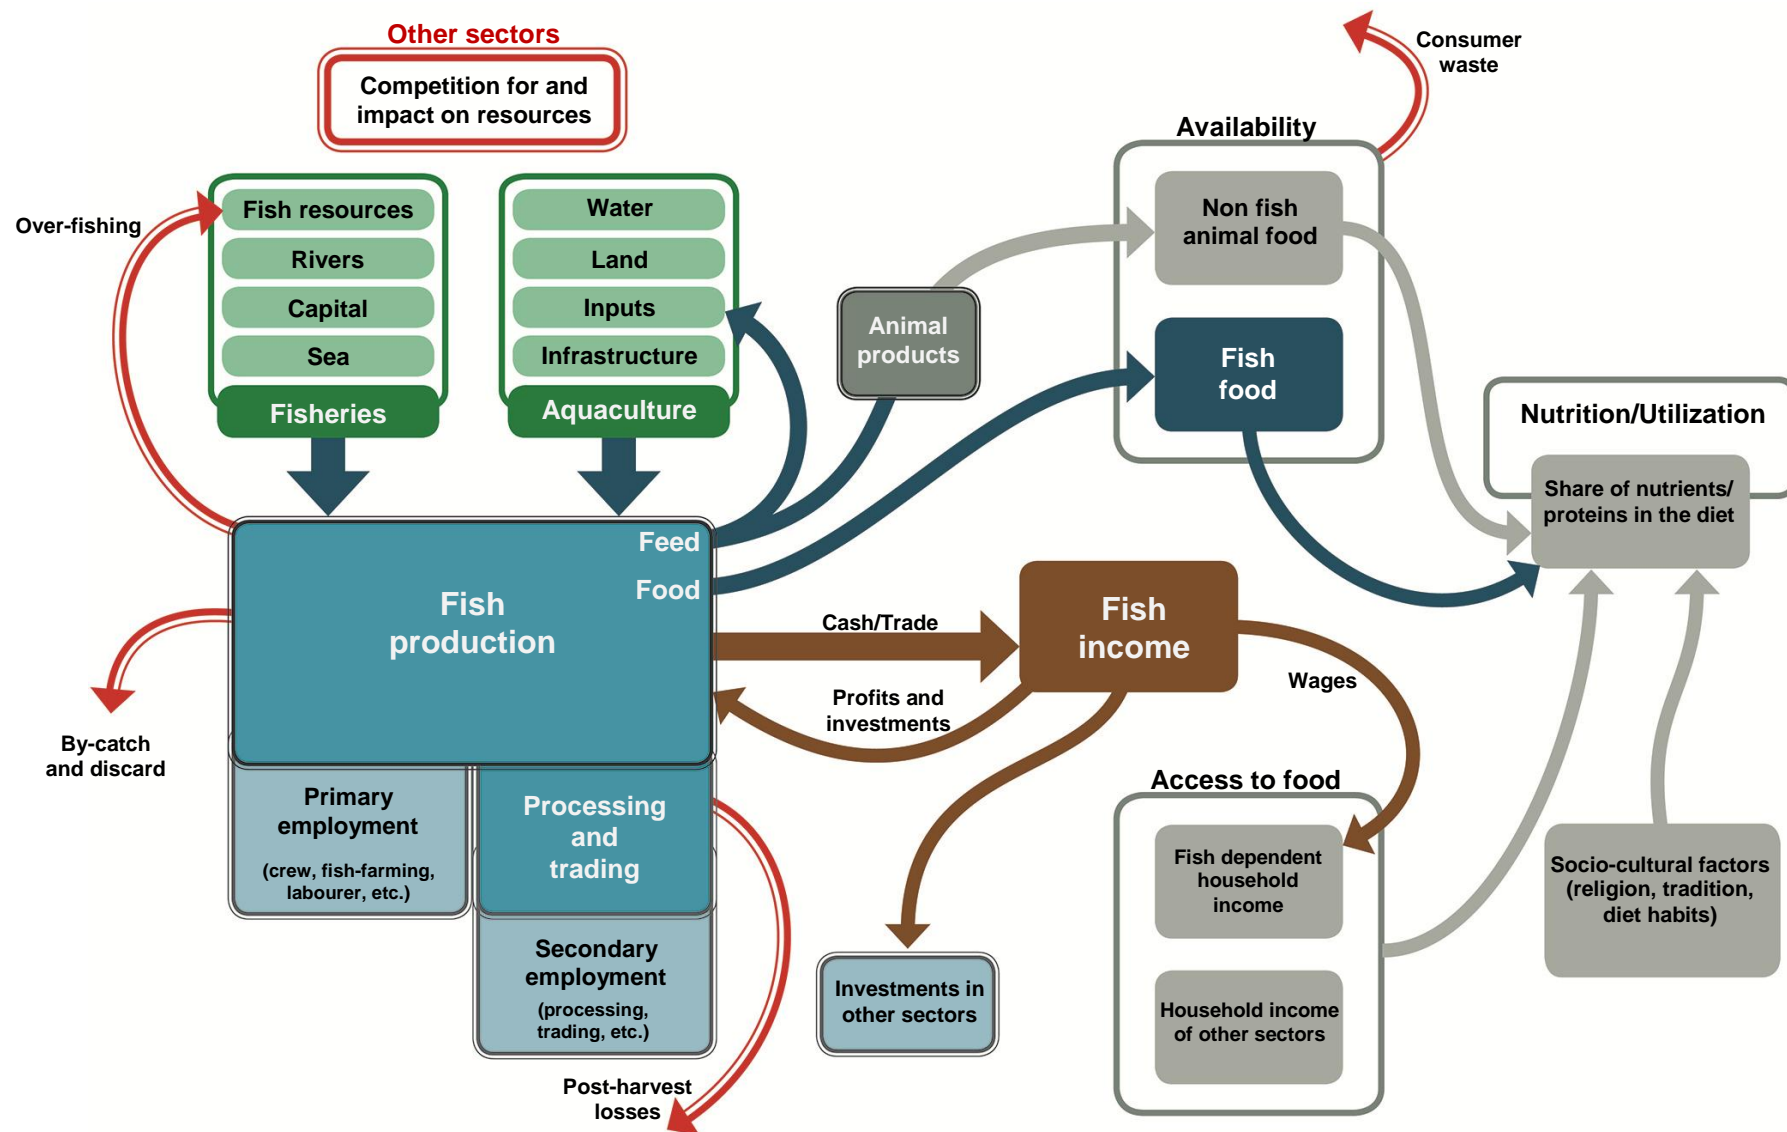 Other sectors
Competition for and
impact on resources
Consumer
waste
Availability
Over-fishing
Fish resources
Rivers
Capital
Sea
Fisheries
Water
Land
Inputs
Infrastructure
Aquaculture
Animal
products
Non fish
animal food
Fish
food
Nutrition/Utilization
Share of nutrients/
proteins in the diet
Feed
Food
Fish
production
Cash/Trade
Fish
income
Profits and
investments
Wages
By-catch
and discard
Primary
employment
(crew, fish-farming,
labourer, etc.)
Processing
and
trading
Secondary
employment
(processing,
trading, etc.)
Post-harvest
losses
Investments in
other sectors
Access to food
Fish dependent
household
income
Household income
of other sectors
Socio-cultural factors
(religion, tradition,
diet habits)